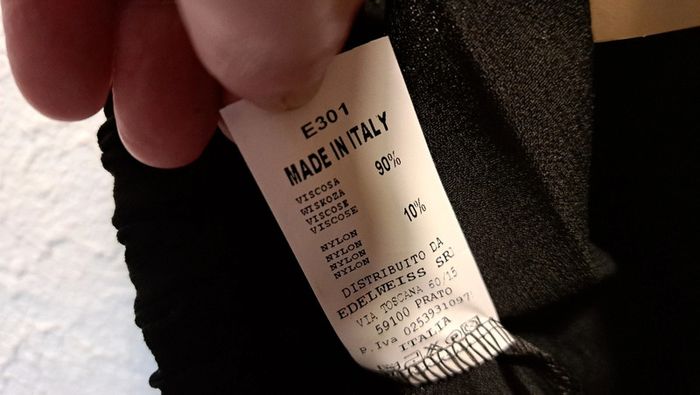 E301
MADE IN ITALY
VISCOSA 90%
WISKOZA
VISCOSE
VISCOSE
NYLON 10%
NYLON
NYLON
NYLON
DISTRIBUITO DA
EDELWEISS SRL
VIA TOSCANA 60/15
59100 PRATO
P.Iva
ITALIA